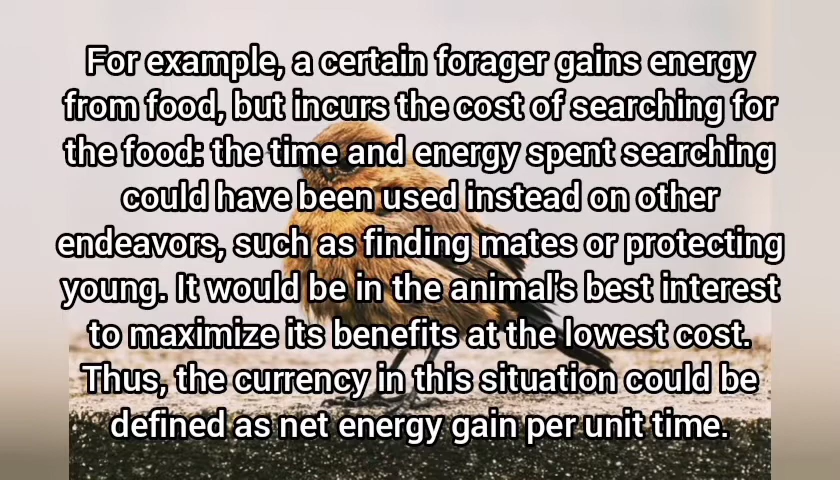 For example, a certain forager gains energy
from food, but incurs the cost of searching for
the food: the time and energy spent searching
could have been used instead on other
endeavors, such as finding mates or protecting
young. It would be in the animal's best interest
to maximize its benefits at the lowest cost.
Thus, the currency in this situation could be
defined as net energy gain per unit time.